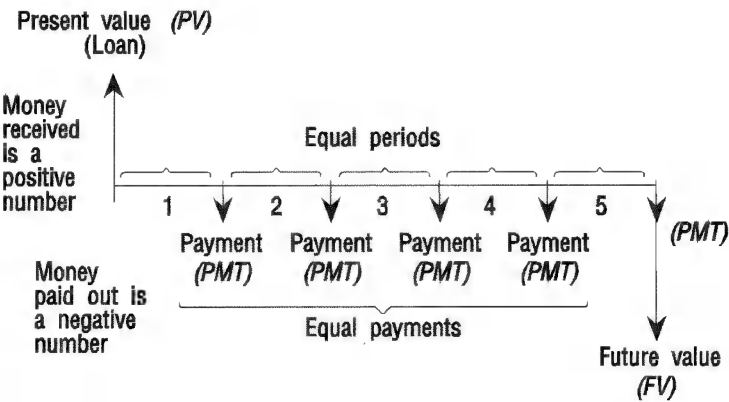 Present value (PV)
(Loan)
Money
received
is a
positive
number
Equal periods
1 2 3 4 5
Payment Payment Payment Payment (PMT)
(PMT) (PMT) (PMT) (PMT)
Money
paid out is
a negative
number
Equal payments
Future value
(FV)